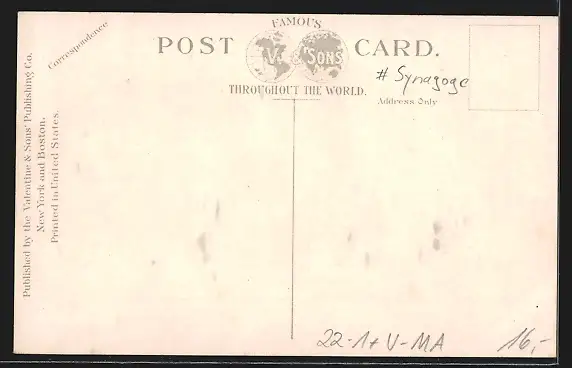 FAMOUS
POST CARD.
V. & SONS
THROUGHOUT THE WORLD.
# Synagoge
Address Only
Correspondence
Published by the Valentine & Sons' Publishing Co.
New York and Boston.
Printed in United States.
22-1+V-MA
16,-